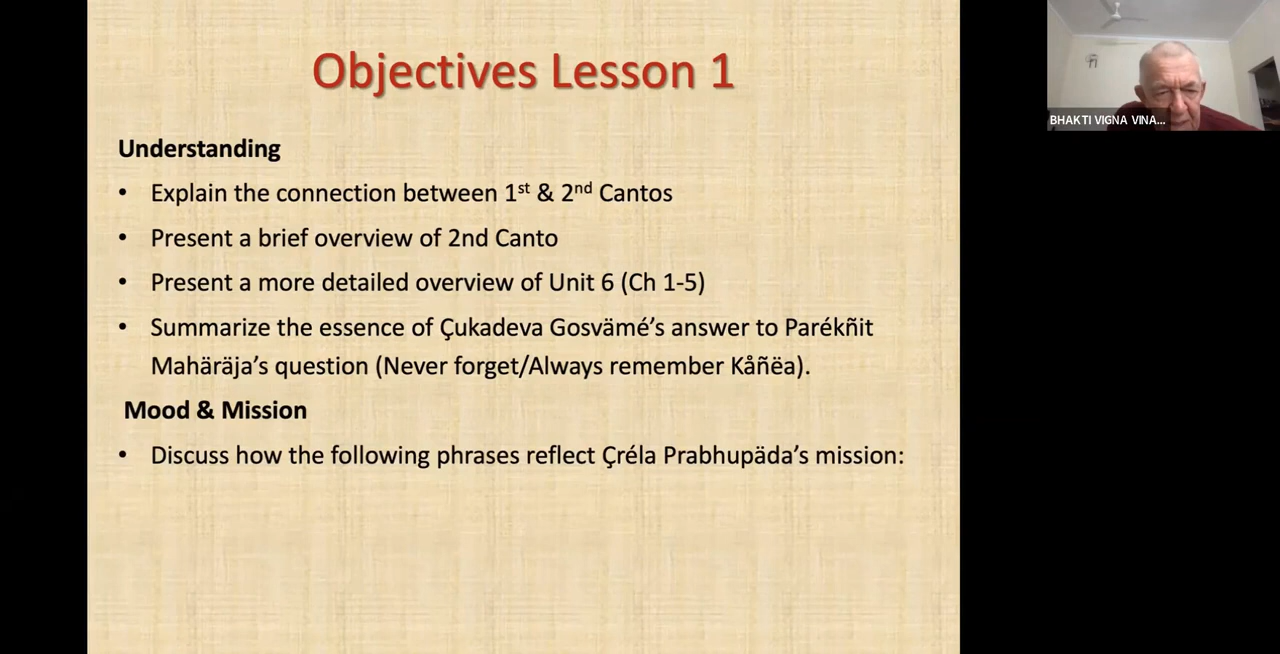 Objectives Lesson 1
BHAKTI VIGNA VINA...
Understanding
• Explain the connection between 1st & 2nd Cantos
• Present a brief overview of 2nd Canto
• Present a more detailed overview of Unit 6 (Ch 1-5)
• Summarize the essence of Çukadeva Gosvämé’s answer to Parékñit
Mahäräja’s question (Never forget/Always remember Kåñëa).
Mood & Mission
• Discuss how the following phrases reflect Çréla Prabhupäda’s mission: